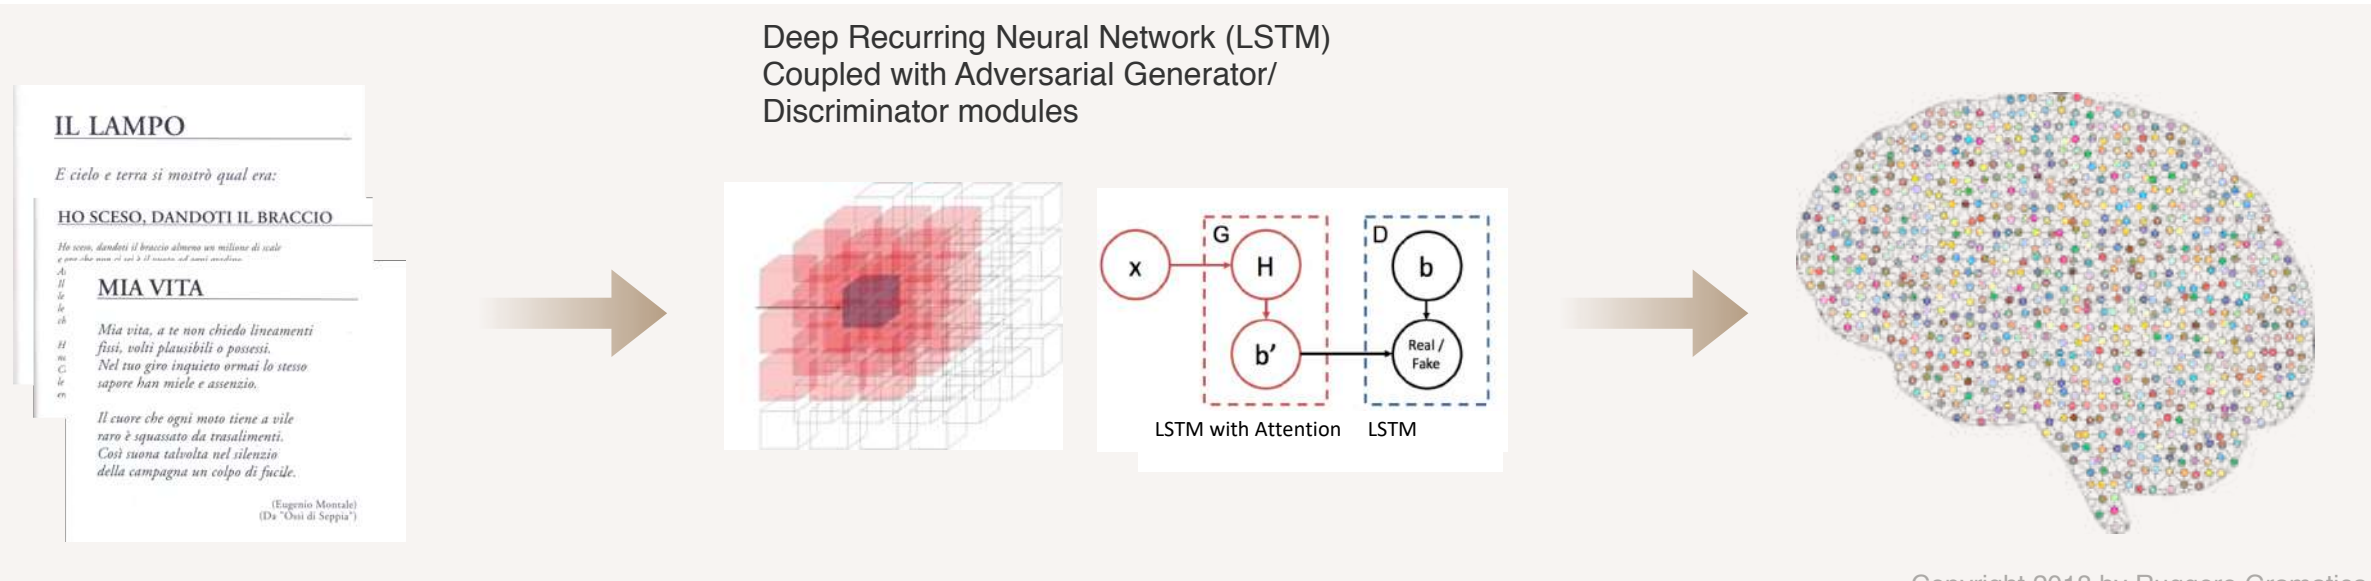 Deep Recurring Neural Network (LSTM)
Coupled with Adversarial Generator/
Discriminator modules
IL LAMPO
E cielo e terra si mostrò qual era:
HO SCESO, DANDOTI IL BRACCIO
Ho sceso, dandoti il braccio almeno un milione di scale
MIA VITA
Mia vita, a te non chiedo lineamenti
fissi, volti plausibili o possessi.
Nel tuo giro inquieto ormai lo stesso
sapore han miele e assenzio.
Il cuore che ogni moto tiene a vile
raro è squassato da trasalimenti.
Così suona talvolta nel silenzio
della campagna un colpo di fucile.
(Eugenio Montale)
(Da "Ossi di Seppia")
x
G
H
b'
D
b
Real /
Fake
LSTM with Attention
LSTM